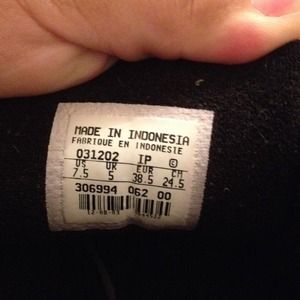 MADE IN INDONESIA
FABRIQUE EN INDONESIE
031202 IP ©
US UK EUR CM
7.5 5 38.5 24.5
306994 062 00